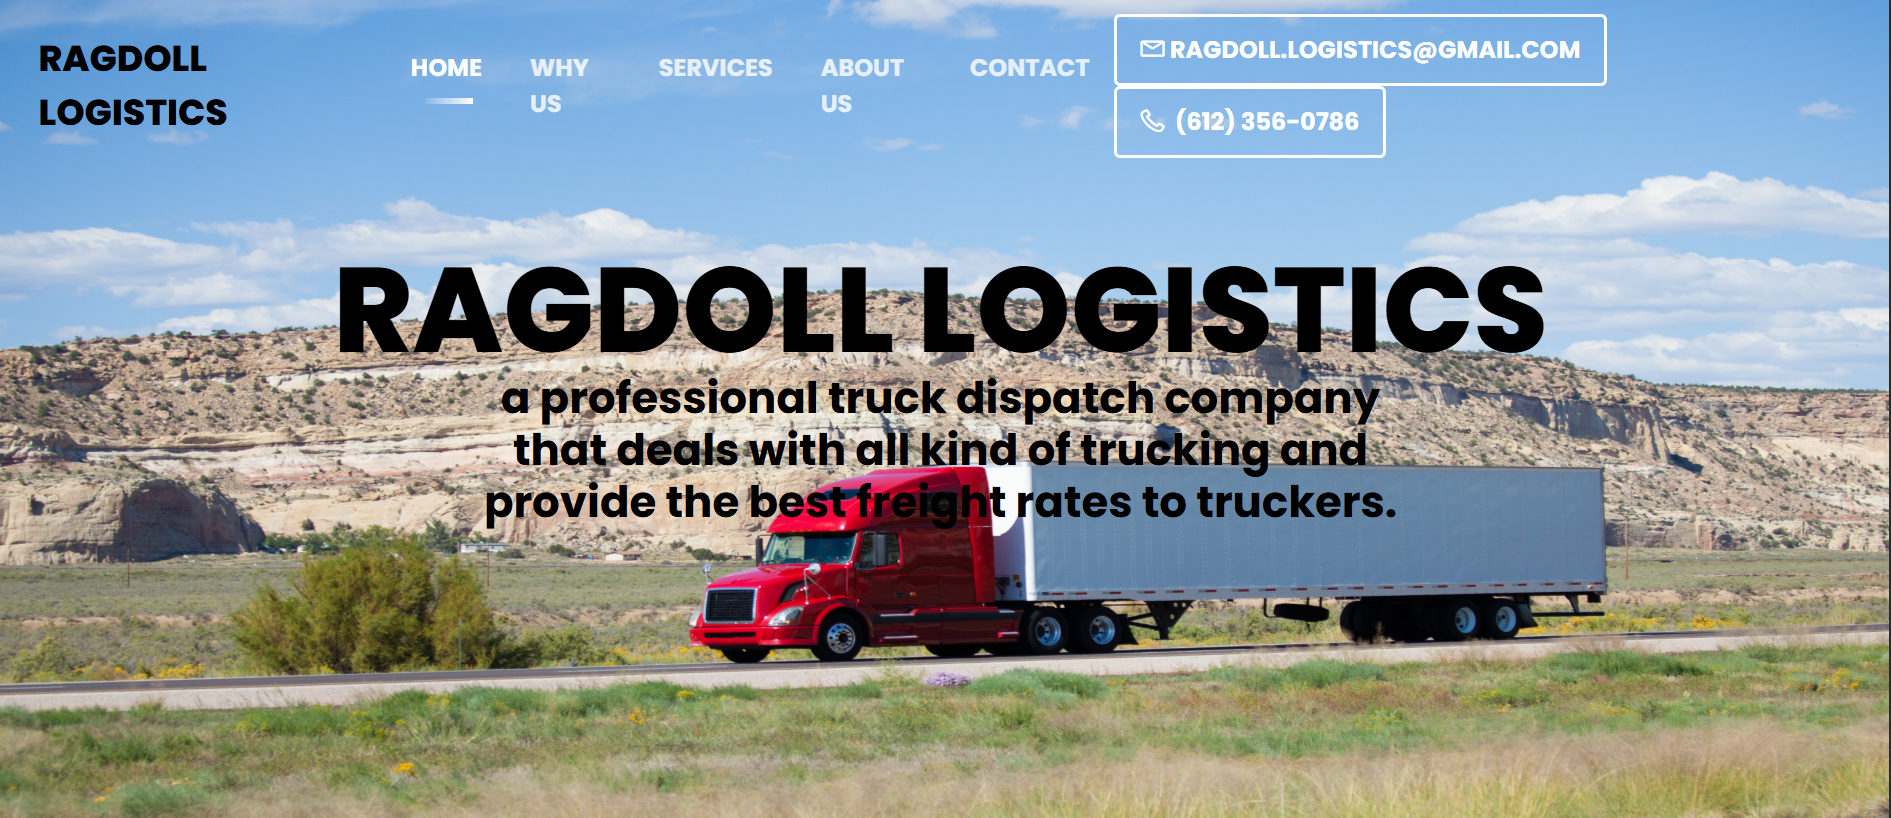 RAGDOLL
LOGISTICS
HOME
WHY
US
SERVICES
ABOUT
US
CONTACT
RAGDOLL.LOGISTICS@GMAIL.COM
(612) 356-0786
RAGDOLL LOGISTICS
a professional truck dispatch company
that deals with all kind of trucking and
provide the best freight rates to truckers.